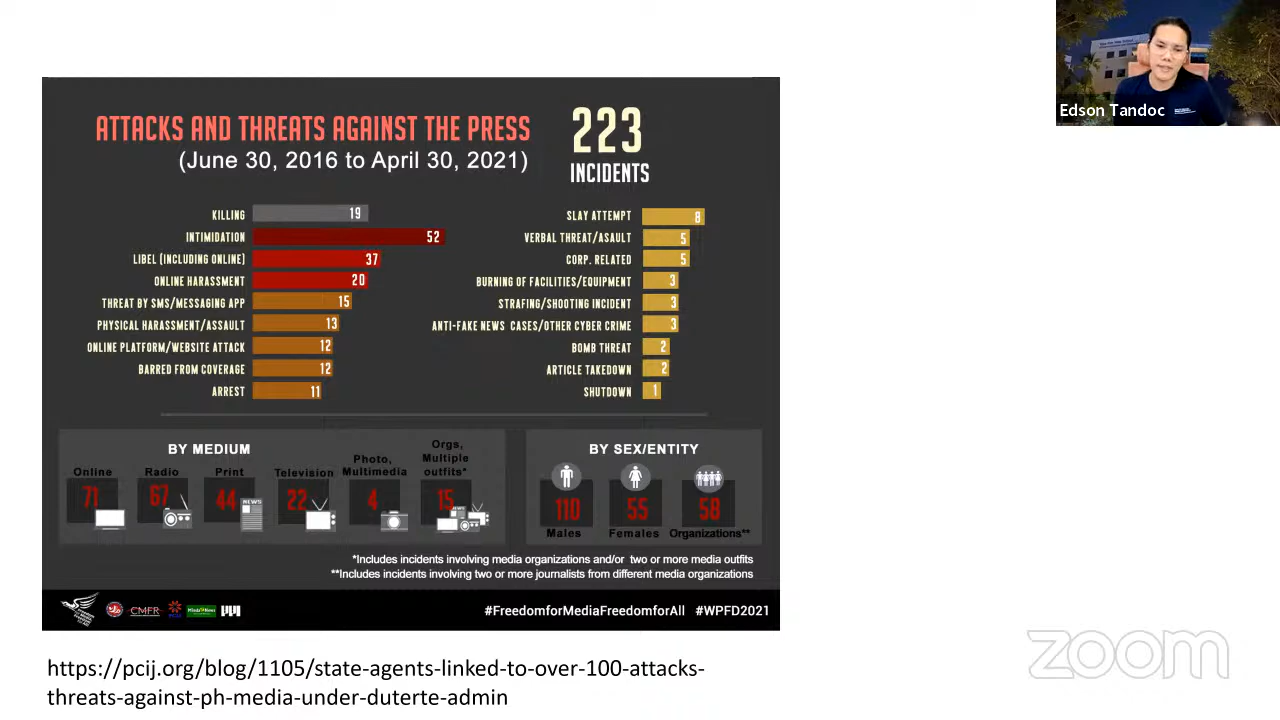 Edson Tandoc
ATTACKS AND THREATS AGAINST THE PRESS
(June 30, 2016 to April 30, 2021)
223
INCIDENTS
KILLING 19
INTIMIDATION 52
LIBEL (INCLUDING ONLINE) 37
ONLINE HARASSMENT 20
THREAT BY SMS/MESSAGING APP 15
PHYSICAL HARASSMENT/ASSAULT 13
ONLINE PLATFORM/WEBSITE ATTACK 12
BARRED FROM COVERAGE 12
ARREST 11
SLAY ATTEMPT 8
VERBAL THREAT/ASAULT 5
CORP. RELATED 5
BURNING OF FACILITIES/EQUIPMENT 3
STRAFING/SHOOTING INCIDENT 3
ANTI-FAKE NEWS CASES/OTHER CYBER CRIME 3
BOMB THREAT 2
ARTICLE TAKEDOWN 2
SHUTDOWN 1
BY MEDIUM
Online
71
Radio
67
Print
44
NEWS
Television
22
Photo,
Multimedia
4
Orgs,
Multiple
outfits*
15
NEWS
BY SEX/ENTITY
110
Males
55
Females
58
Organizations**
*Includes incidents involving media organizations and/or two or more media outfits
**Includes incidents involving two or more journalists from different media organizations
CMFR
MindaNews
#FreedomforMediaFreedomforAll #WPFD2021
https://pcij.org/blog/1105/state-agents-linked-to-over-100-attacks-
threats-against-ph-media-under-duterte-admin
zoom